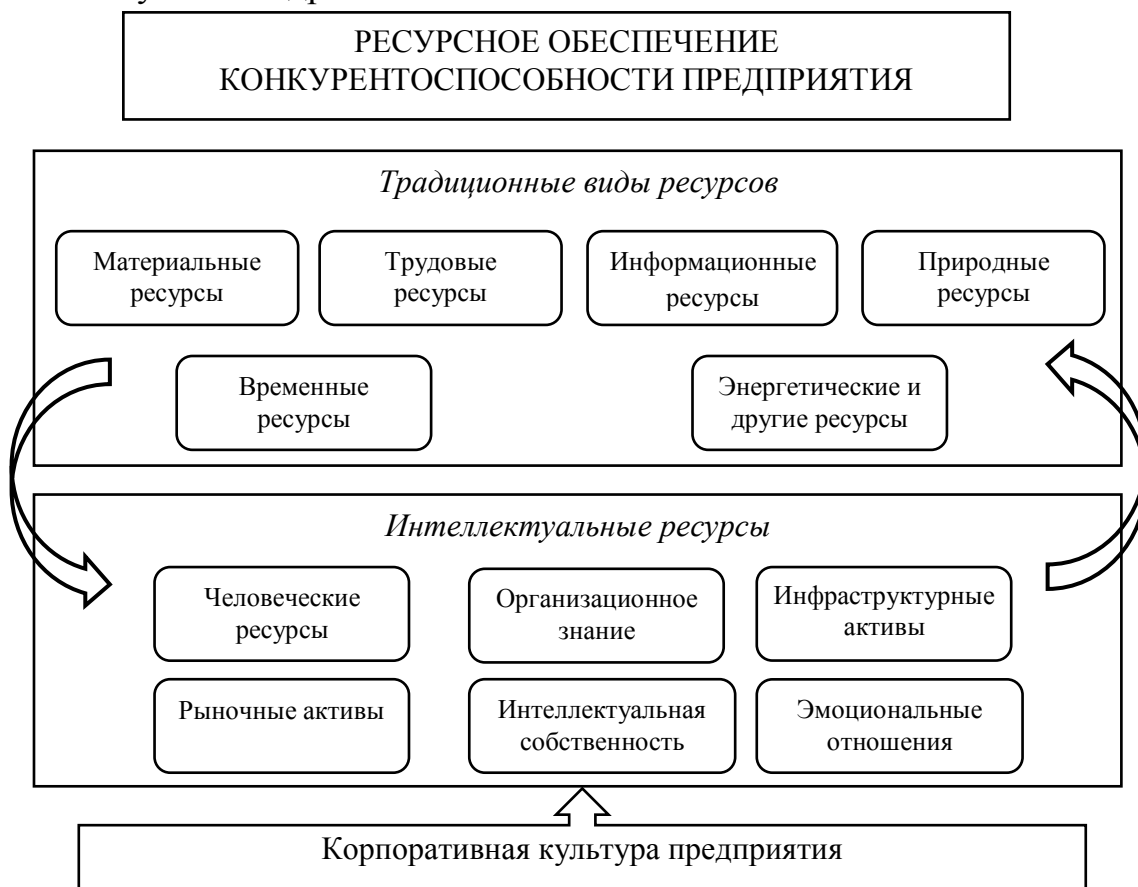 РЕСУРСНОЕ ОБЕСПЕЧЕНИЕ
КОНКУРЕНТОСПОСОБНОСТИ ПРЕДПРИЯТИЯ
Традиционные виды ресурсов
Материальные
ресурсы
Трудовые
ресурсы
Информационные
ресурсы
Природные
ресурсы
Временные
ресурсы
Энергетические и
другие ресурсы
Интеллектуальные ресурсы
Человеческие
ресурсы
Организационное
знание
Инфраструктурные
активы
Рыночные активы
Интеллектуальная
собственность
Эмоциональные
отношения
Корпоративная культура предприятия